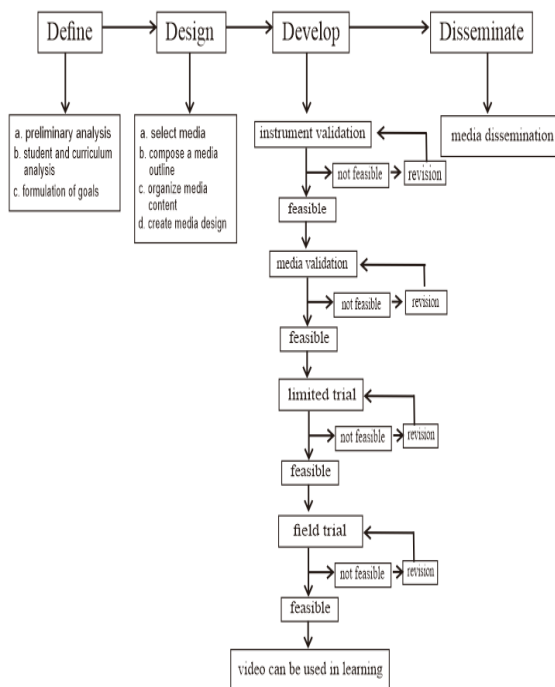 Define
Design
Develop
Disseminate
a. preliminary analysis
b. student and curriculum
analysis
c. formulation of goals
a. select media
b. compose a media
outline
c. organize media
content
d. create media design
instrument validation
media dissemination
not feasible
revision
feasible
media validation
not feasible
revision
feasible
limited trial
not feasible
revision
feasible
field trial
not feasible
revision
feasible
video can be used in learning